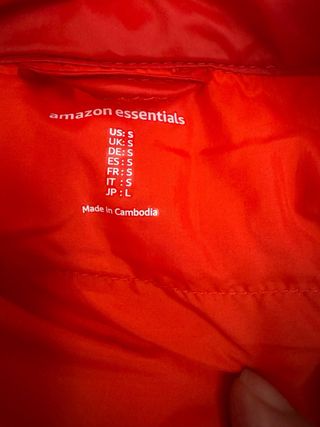 amazon essentials
US: S
UK: S
DE: S
ES: S
FR: S
IT : S
JP : L
Made in Cambodia